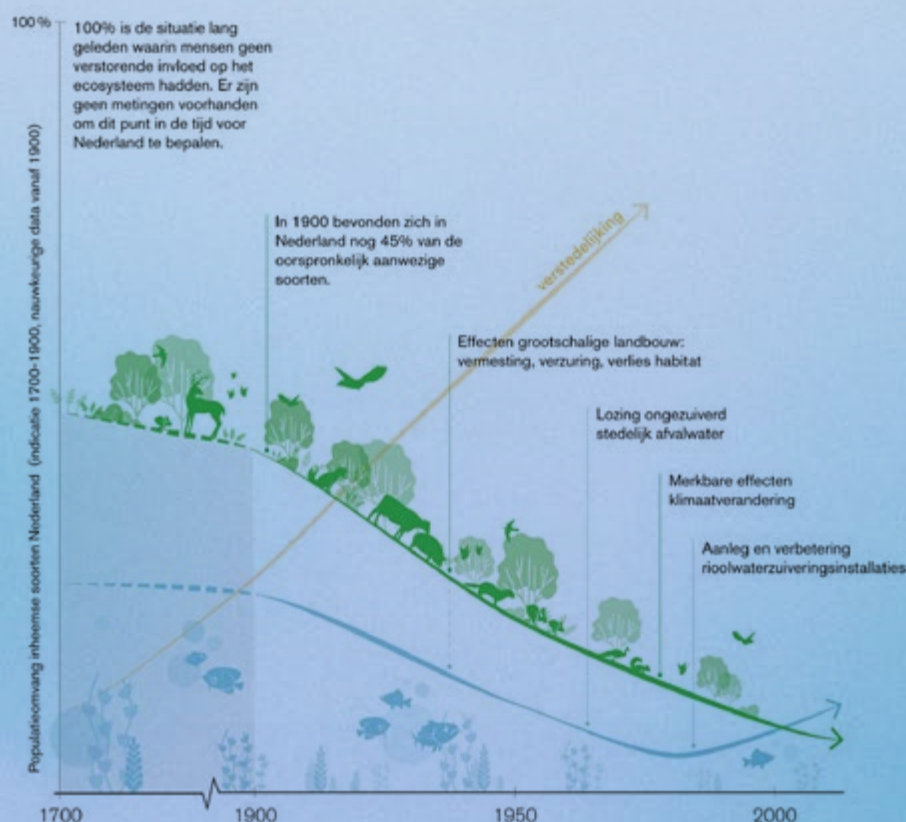 100%
100% is de situatie lang
geleden waarin mensen geen
verstorende invloed op het
ecosysteem hadden. Er zijn
geen metingen voorhanden
om dit punt in de tijd voor
Nederland te bepalen.
Populatieomvang inheemse soorten Nederland (indicatie 1700-1900, nauwkeurige data vanaf 1900)
In 1900 bevonden zich in
Nederland nog 45% van de
oorspronkelijk aanwezige
soorten.
verstedelijking
Effecten grootschalige landbouw:
vermesting, verzuring, verlies habitat
Lozing ongezuiverd
stedelijk afvalwater
Merkbare effecten
klimaatverandering
Aanleg en verbetering
rioolwaterzuiveringsinstallaties
1700
1900
1950
2000